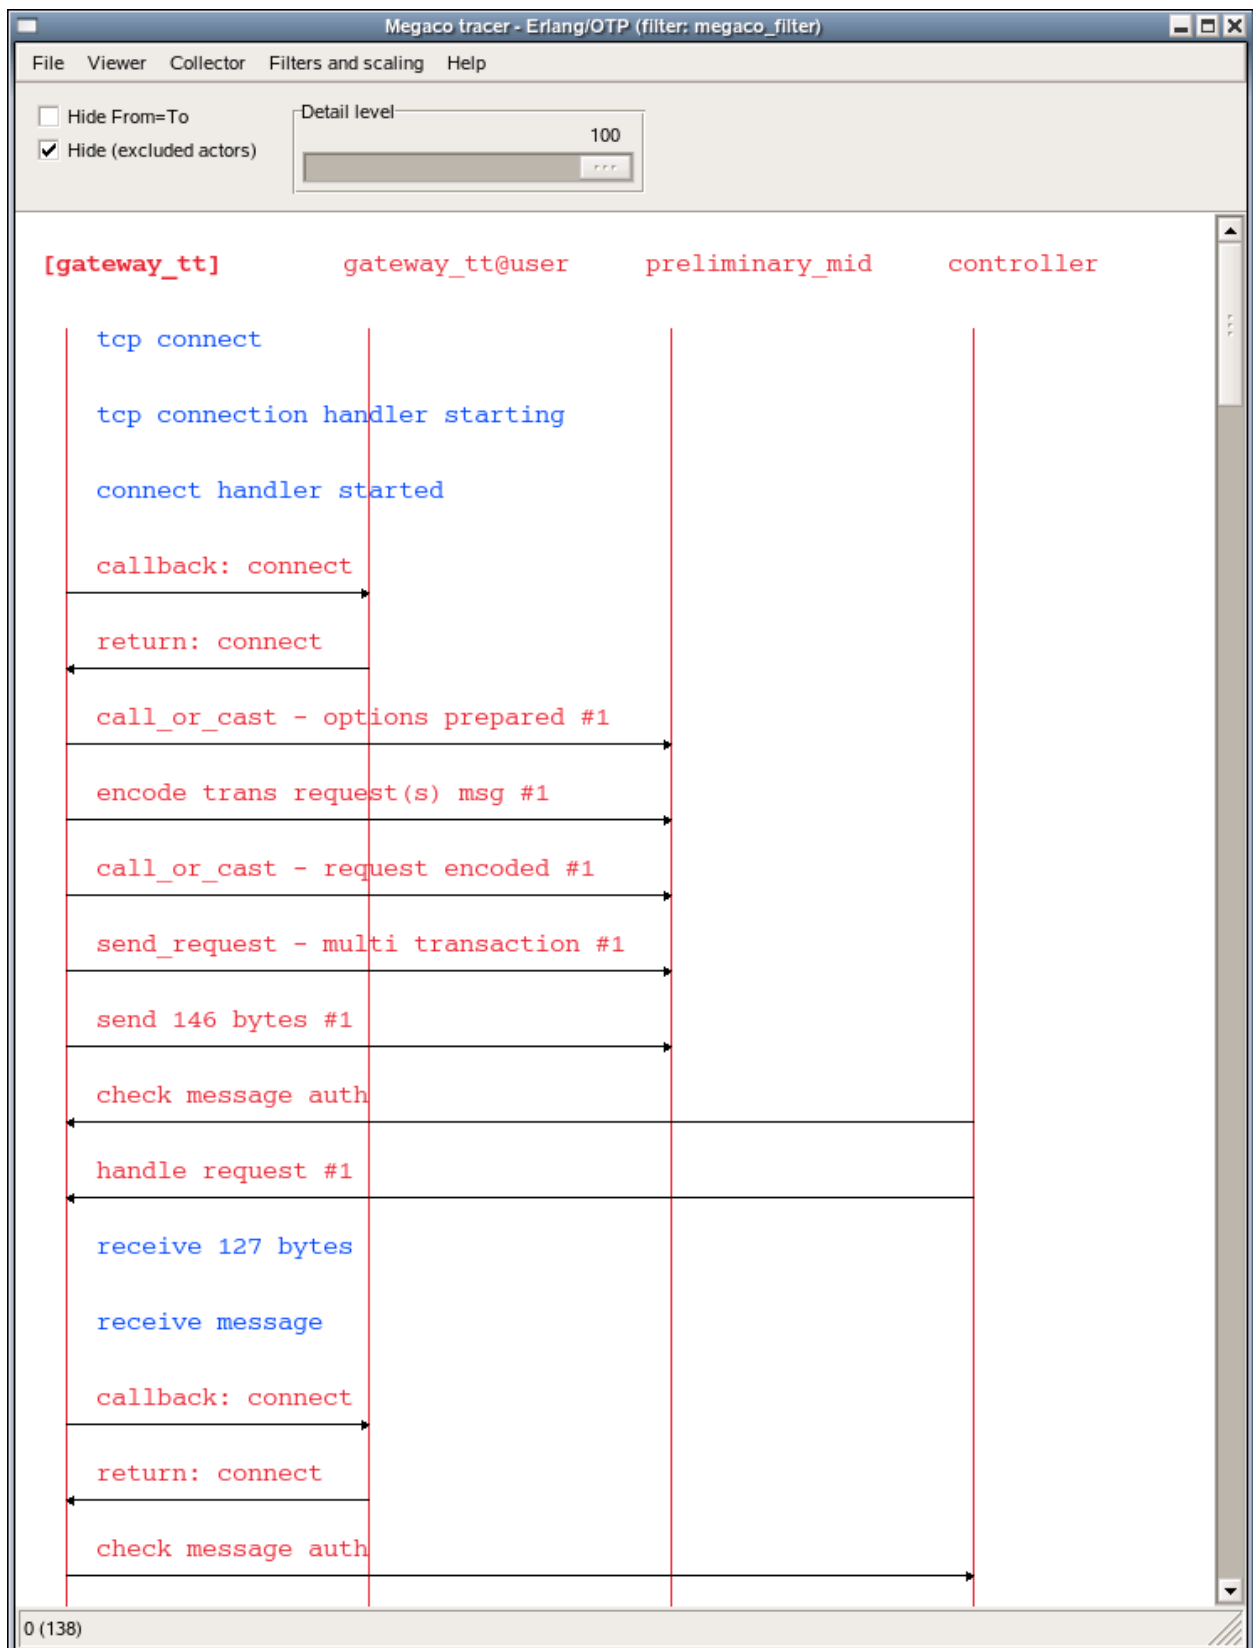 Megaco tracer - Erlang/OTP (filter: megaco_filter)
File Viewer Collector Filters and scaling Help
Hide From=To
Hide (excluded actors)
Detail level
100
[gateway_tt] gateway_tt@user preliminary_mid controller
tcp connect
tcp connection handler starting
connect handler started
callback: connect
return: connect
call_or_cast - options prepared #1
encode trans request(s) msg #1
call_or_cast - request encoded #1
send_request - multi transaction #1
send 146 bytes #1
check message auth
handle request #1
receive 127 bytes
receive message
callback: connect
return: connect
check message auth
0 (138)